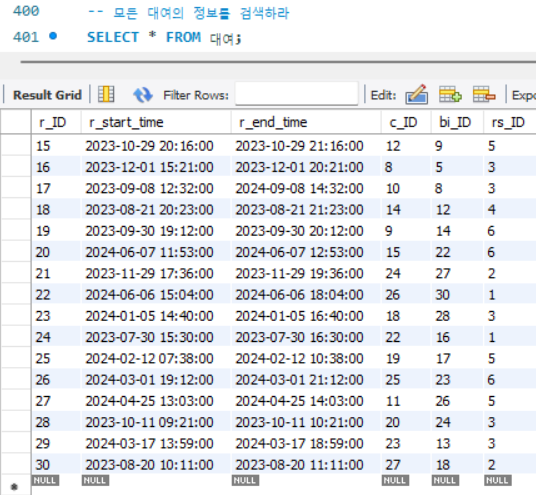 400 -- 모든 대여의 정보를 검색하라
401 SELECT * FROM 대여;
Result Grid Filter Rows: Edit: Expo
r_ID r_start_time r_end_time c_ID bi_ID rs_ID
15 2023-10-29 20:16:00 2023-10-29 21:16:00 12 9 5
16 2023-12-01 15:21:00 2023-12-01 20:21:00 8 5 3
17 2023-09-08 12:32:00 2024-09-08 14:32:00 10 8 3
18 2023-08-21 20:23:00 2023-08-21 21:23:00 14 12 4
19 2023-09-30 19:12:00 2023-09-30 20:12:00 9 14 6
20 2024-06-07 11:53:00 2024-06-07 12:53:00 15 22 6
21 2023-11-29 17:36:00 2023-11-29 19:36:00 24 27 2
22 2024-06-06 15:04:00 2024-06-06 18:04:00 26 30 1
23 2024-01-05 14:40:00 2024-01-05 16:40:00 18 28 3
24 2023-07-30 15:30:00 2023-07-30 16:30:00 22 16 1
25 2024-02-12 07:38:00 2024-02-12 10:38:00 19 17 5
26 2024-03-01 19:12:00 2024-03-01 21:12:00 25 23 6
27 2024-04-25 13:03:00 2024-04-25 14:03:00 11 26 5
28 2023-10-11 09:21:00 2023-10-11 10:21:00 20 24 3
29 2024-03-17 13:59:00 2024-03-17 18:59:00 23 13 3
30 2023-08-20 10:11:00 2023-08-20 11:11:00 27 18 2
NULL NULL NULL NULL NULL NULL